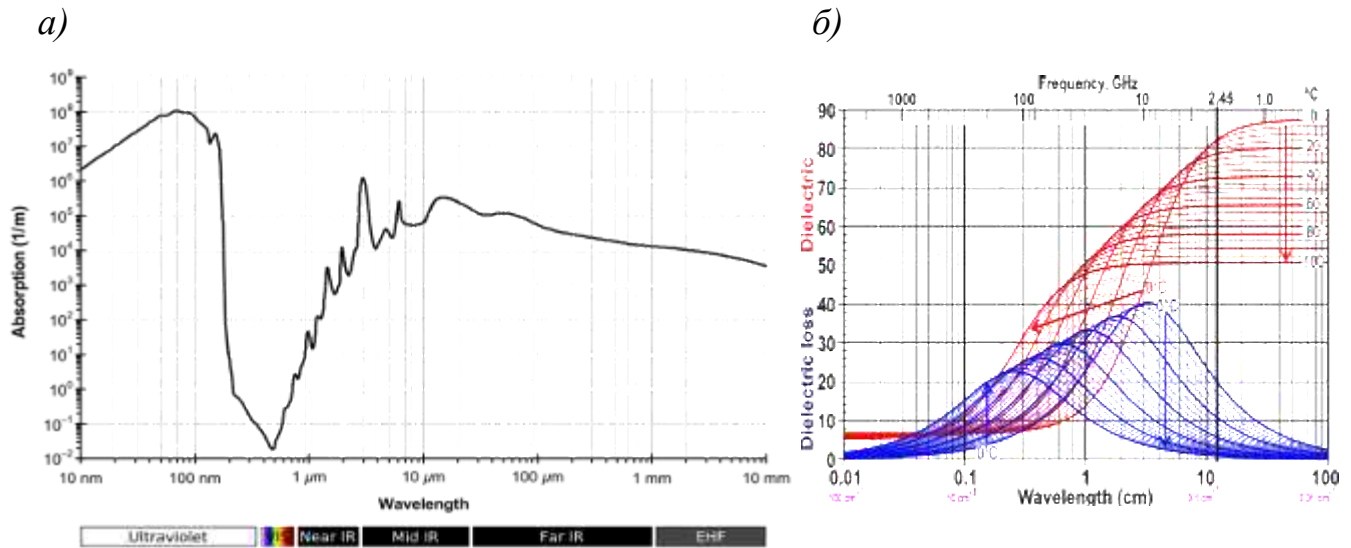 а)
б)
10⁹
10⁸
10⁷
10⁶
10⁵
10⁴
10³
10²
10¹
10⁰
10⁻¹
10⁻²
Absorption (1/m)
10 nm 100 nm 1 µm 10 µm 100 µm 1 mm 10 mm
Wavelength
Ultraviolet VIS Near IR Mid IR Far IR EHF
Frequency, GHz
1000 100 10 2.45 1.0 °C
90
80
70
60
50
40
30
20
10
0
Dielectric
Dielectric loss
0
20
40
60
80
100
0°C
0°C
0.01 0.1 1 10 100
Wavelength (cm)